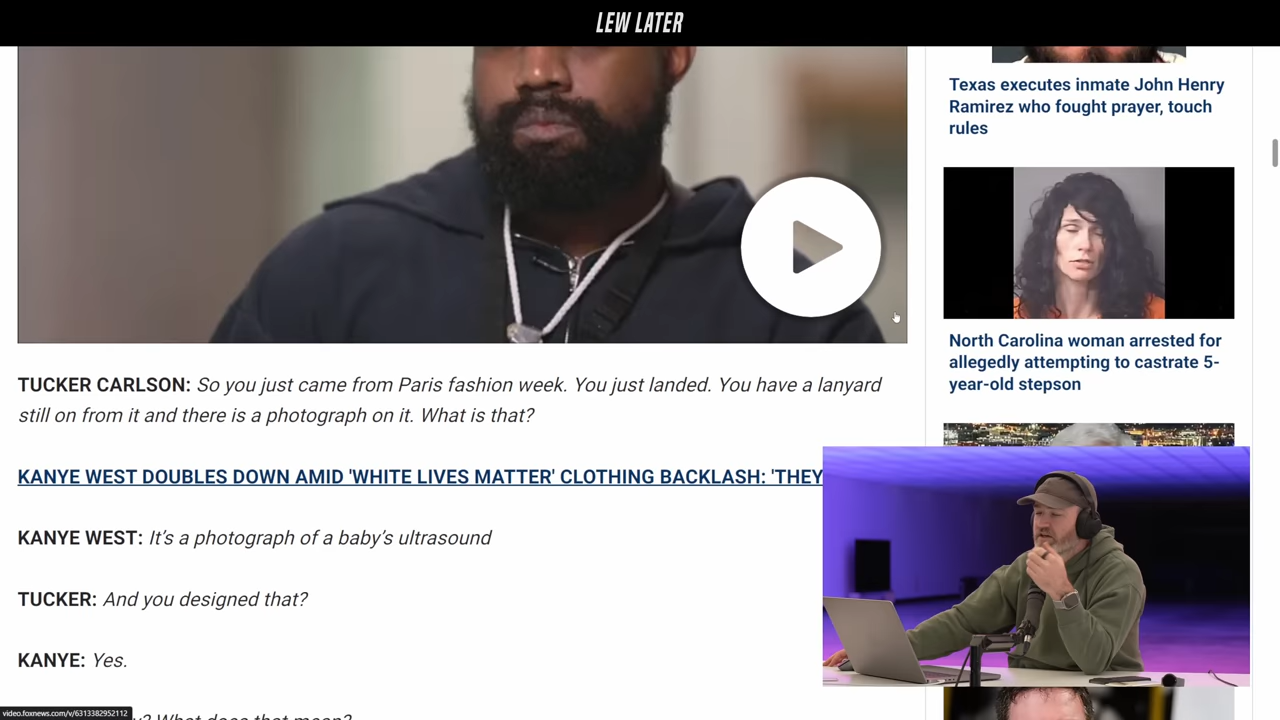 LEW LATER
Texas executes inmate John Henry
Ramirez who fought prayer, touch
rules
North Carolina woman arrested for
allegedly attempting to castrate 5-
year-old stepson
TUCKER CARLSON: So you just came from Paris fashion week. You just landed. You have a lanyard
still on from it and there is a photograph on it. What is that?
KANYE WEST DOUBLES DOWN AMID 'WHITE LIVES MATTER' CLOTHING BACKLASH: 'THEY
KANYE WEST: It's a photograph of a baby's ultrasound
TUCKER: And you designed that?
KANYE: Yes.
What does that mean?
video.foxnews.com/v/6313382952112